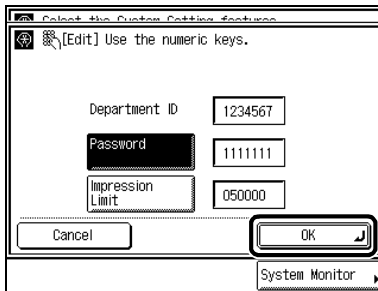 Select the Custom Setting features
[Edit] Use the numeric keys.
Department ID 1234567
Password 1111111
Impression
Limit 050000
Cancel OK
System Monitor